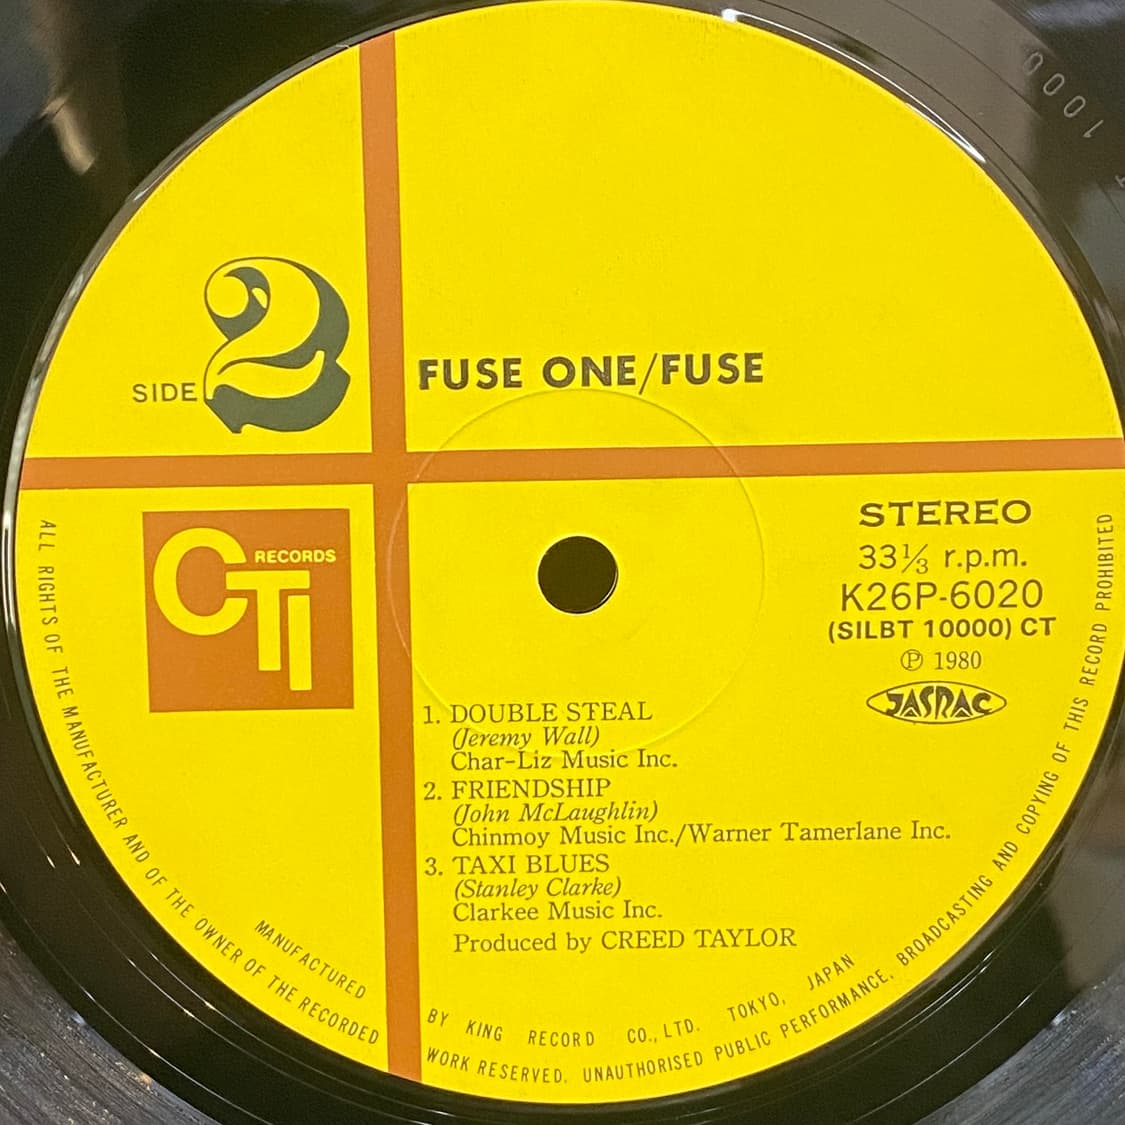 SIDE 2
FUSE ONE/FUSE
CTI RECORDS
STEREO
33⅓ r.p.m.
K26P-6020
(SILBT 10000) CT
Ⓟ 1980
JASRAC
1. DOUBLE STEAL
(Jeremy Wall)
Char-Liz Music Inc.
2. FRIENDSHIP
(John McLaughlin)
Chinmoy Music Inc./Warner Tamerlane Inc.
3. TAXI BLUES
(Stanley Clarke)
Clarkee Music Inc.
Produced by CREED TAYLOR
MANUFACTURED BY KING RECORD CO., LTD. TOKYO, JAPAN
ALL RIGHTS OF THE MANUFACTURER AND OF THE OWNER OF THE RECORDED WORK RESERVED. UNAUTHORISED PUBLIC PERFORMANCE, BROADCASTING AND COPYING OF THIS RECORD PROHIBITED